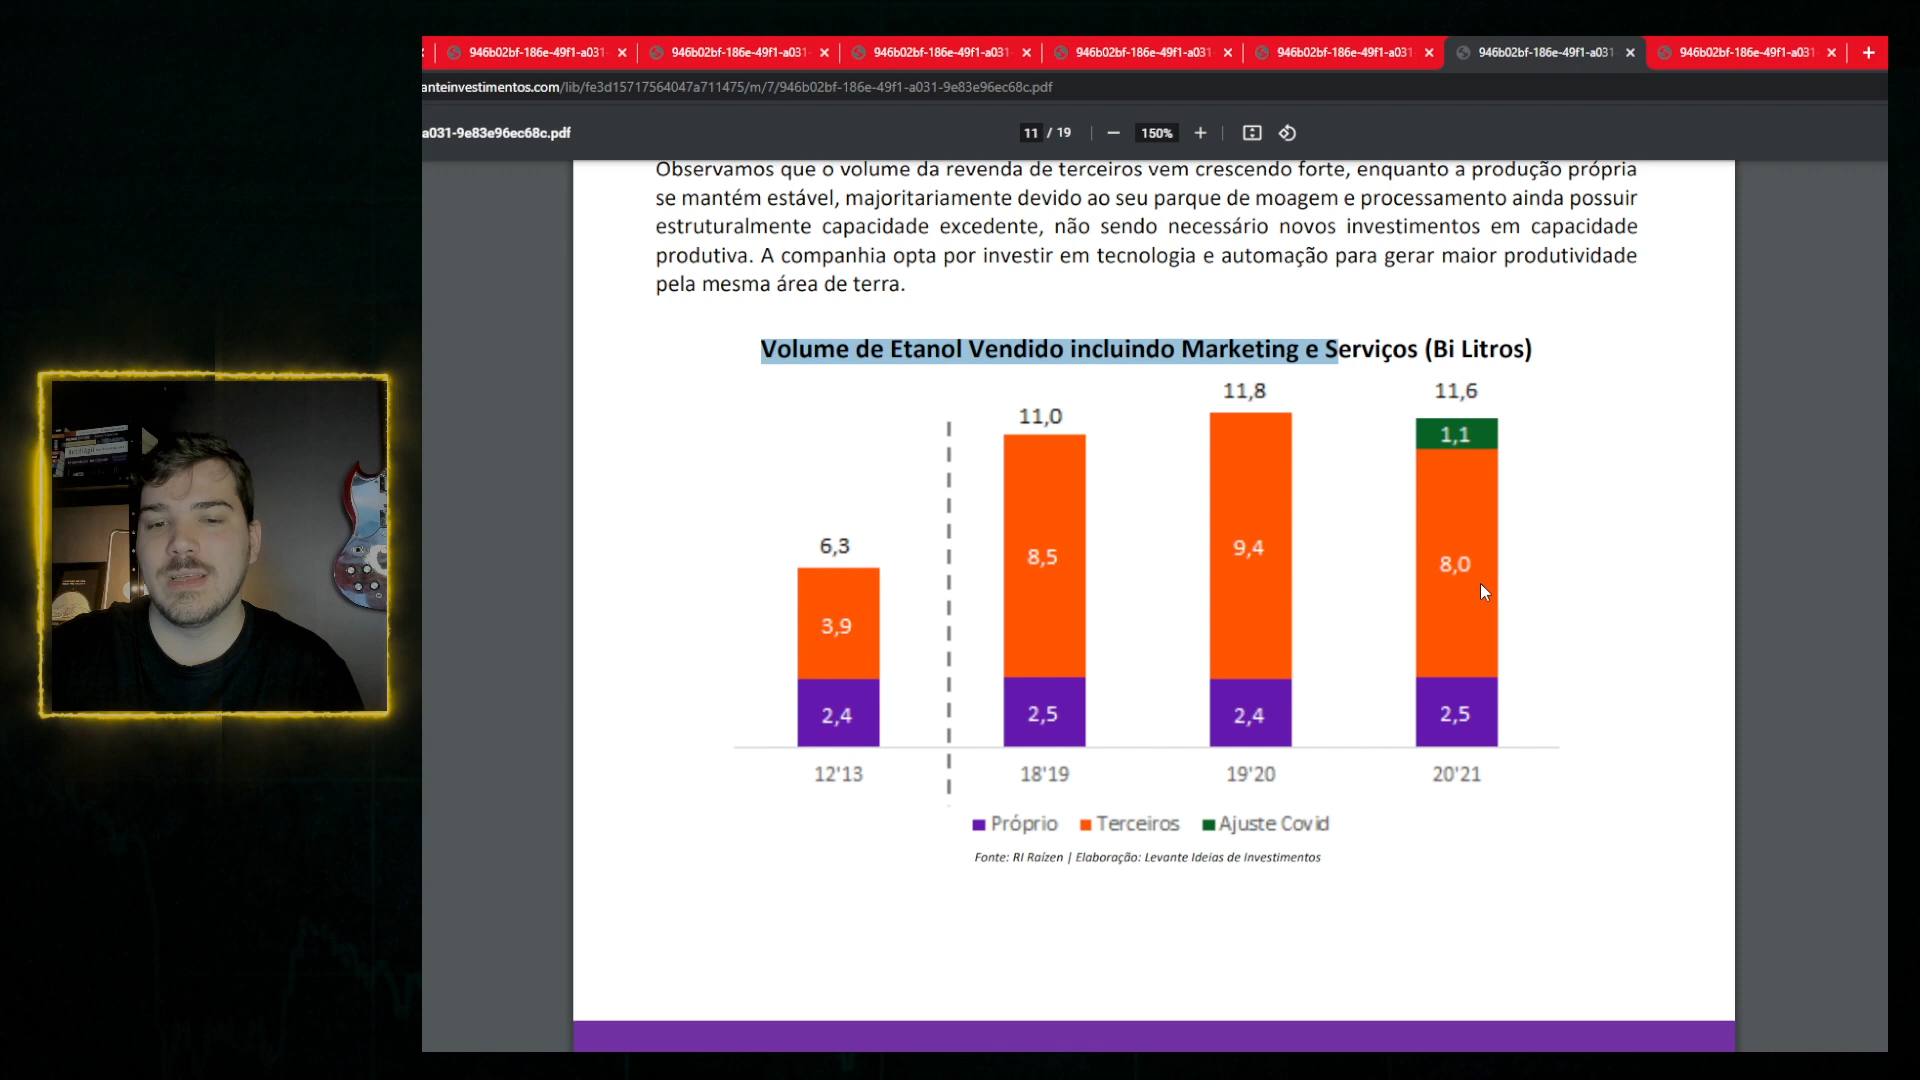 946b02bf-186e-49f1-a031-
946b02bf-186e-49f1-a031-
946b02bf-186e-49f1-a031-
946b02bf-186e-49f1-a031-
946b02bf-186e-49f1-a031-
946b02bf-186e-49f1-a031-
946b02bf-186e-49f1-a031-
anteinvestimentos.com/lib/fe3d15717564047a711475/m/7/946b02bf-186e-49f1-a031-9e83e96ec68c.pdf
a031-9e83e96ec68c.pdf
11 / 19
150%
Observamos que o volume da revenda de terceiros vem crescendo forte, enquanto a produção própria
se mantém estável, majoritariamente devido ao seu parque de moagem e processamento ainda possuir
estruturalmente capacidade excedente, não sendo necessário novos investimentos em capacidade
produtiva. A companhia opta por investir em tecnologia e automação para gerar maior produtividade
pela mesma área de terra.
Volume de Etanol Vendido incluindo Marketing e Serviços (Bi Litros)
6,3
11,0
11,8
11,6
1,1
3,9
8,5
9,4
8,0
2,4
2,5
2,4
2,5
12'13
18'19
19'20
20'21
Próprio
Terceiros
Ajuste Covid
Fonte: RI Raízen | Elaboração: Levante Ideias de Investimentos